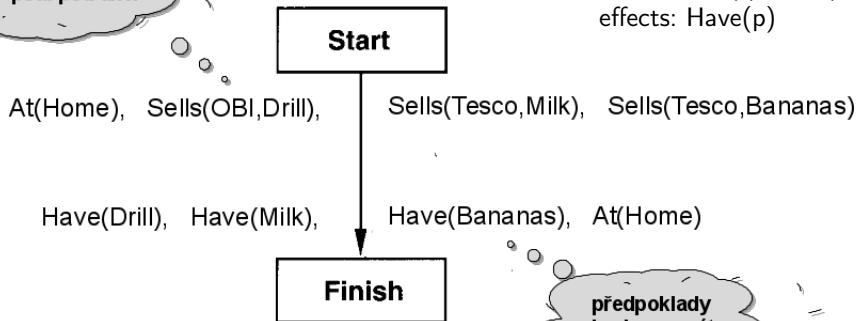 effects: Have(p)
Start
At(Home), Sells(OBI,Drill), Sells(Tesco,Milk), Sells(Tesco,Bananas)
Have(Drill), Have(Milk), Have(Bananas), At(Home)
Finish
předpoklady